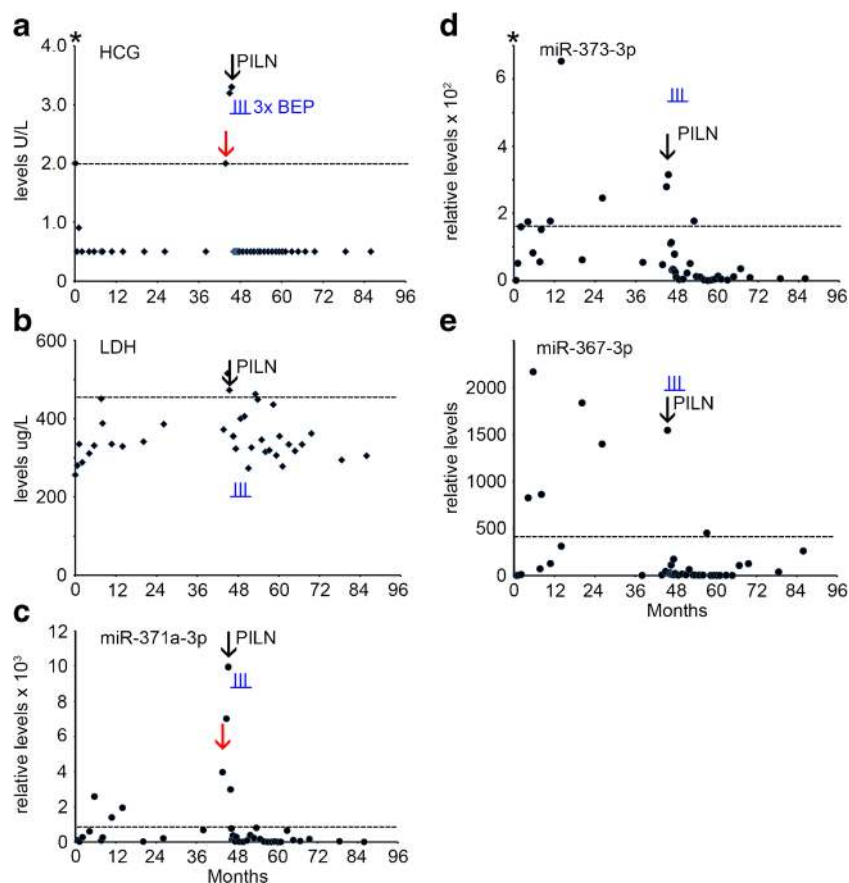 a
*
HCG
levels U/L
4.0
3.0
2.0
1.0
0.0
PILN
3x BEP
0 12 24 36 48 60 72 84 96
b
LDH
levels ug/L
600
400
200
0
PILN
0 12 24 36 48 60 72 84 96
c
miR-371a-3p
relative levels x 10³
12
10
8
6
4
2
0
PILN
0 12 24 36 48 60 72 84 96
Months
d
*
miR-373-3p
relative levels x 10²
6
4
2
0
PILN
0 12 24 36 48 60 72 84 96
e
miR-367-3p
relative levels
2000
1500
1000
500
0
PILN
0 12 24 36 48 60 72 84 96
Months